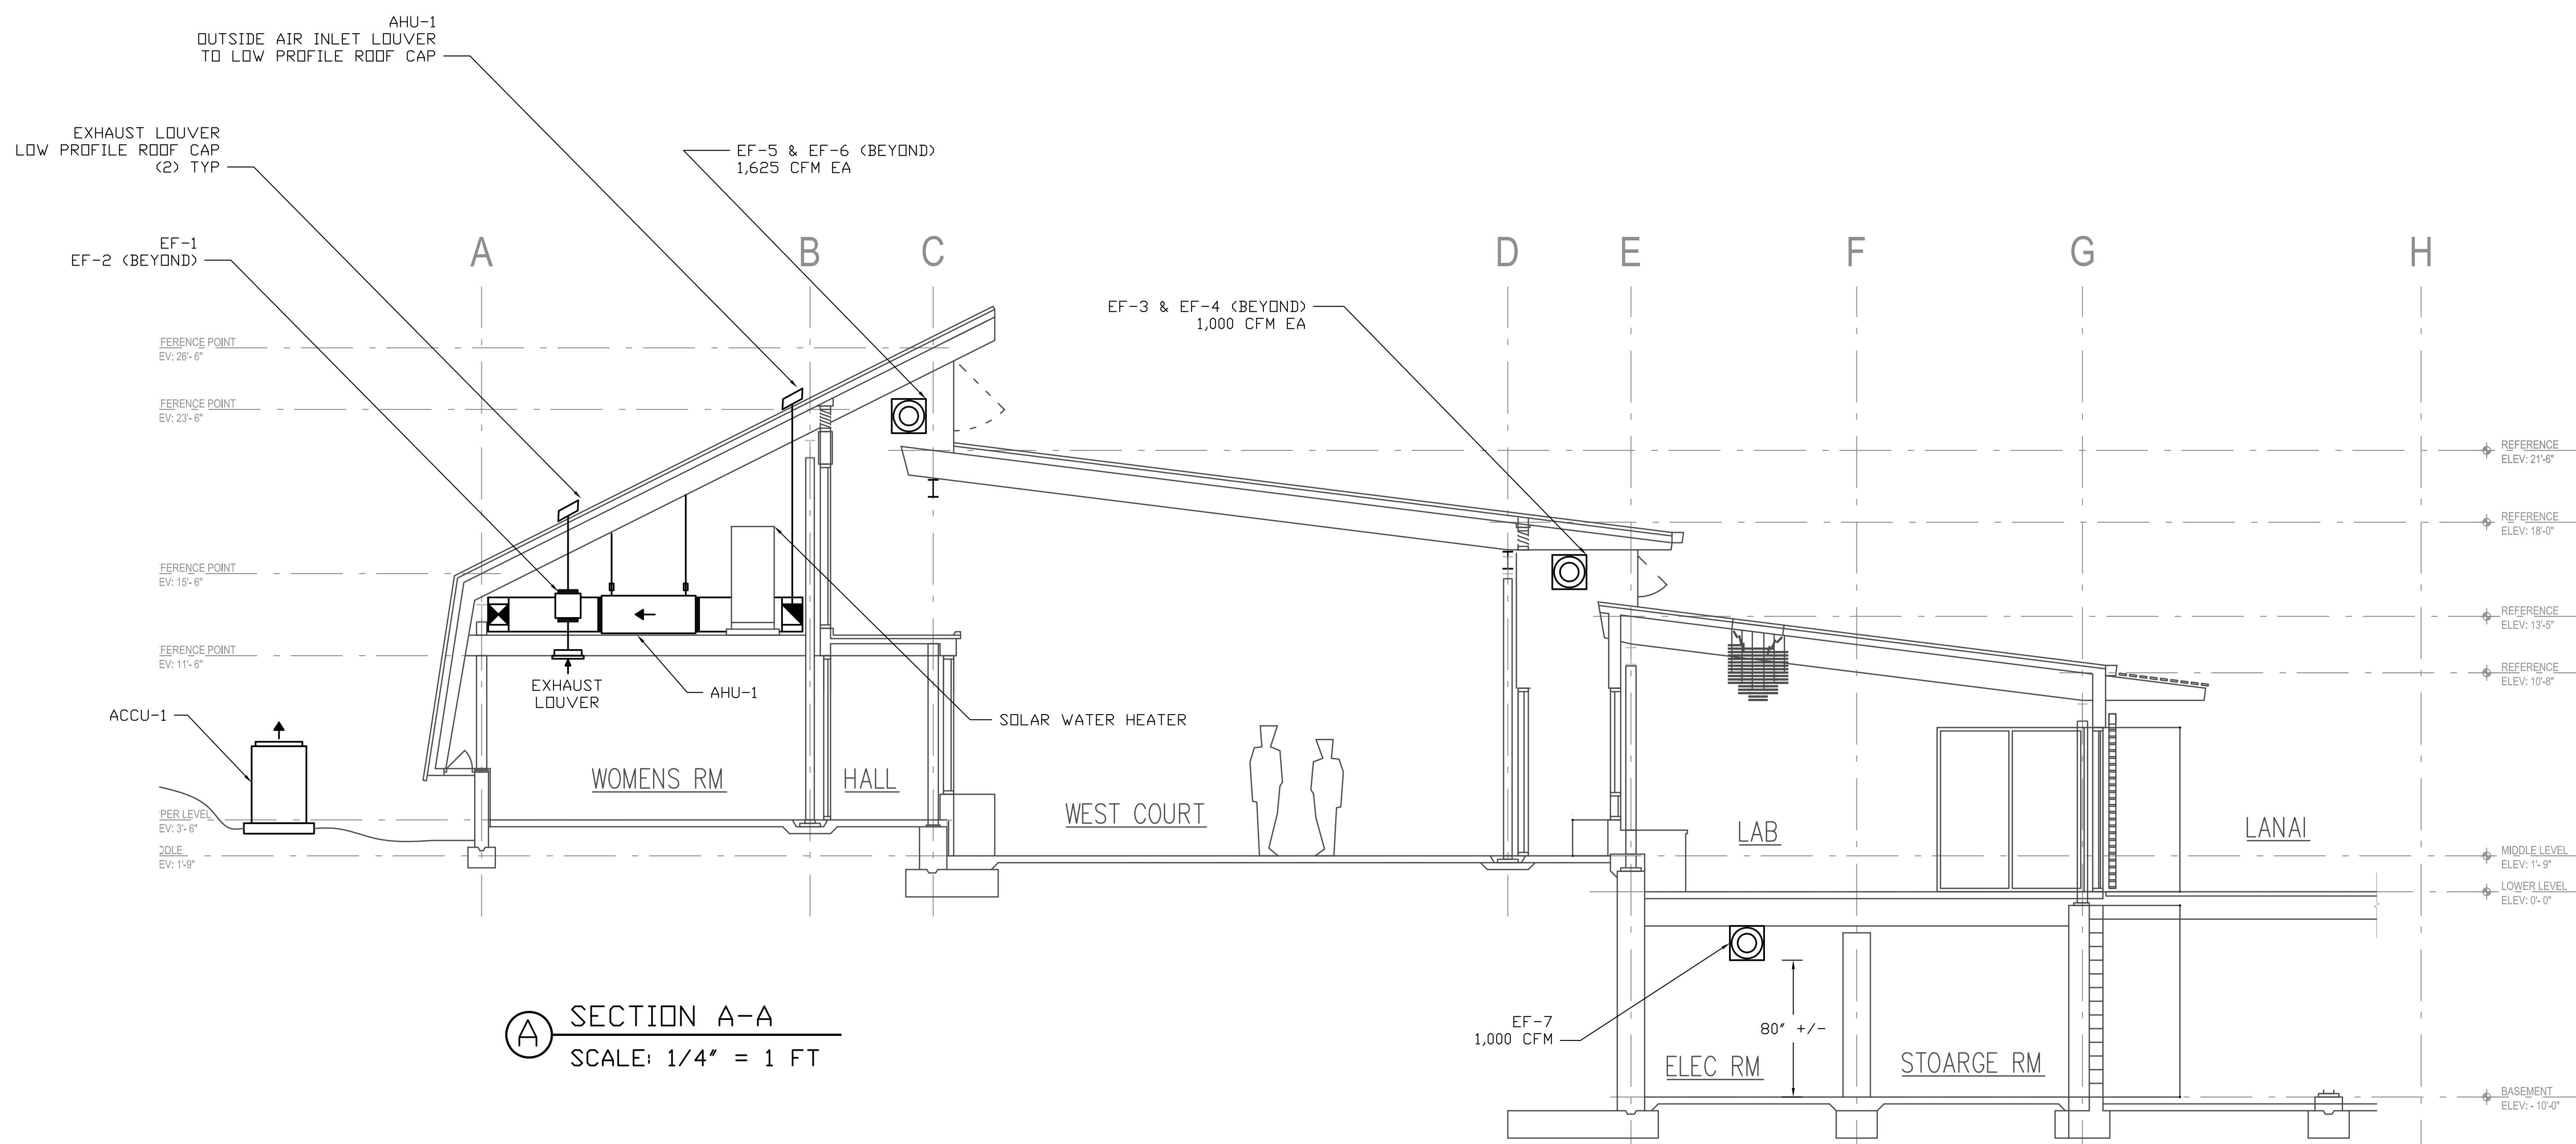 AHU-1
OUTSIDE AIR INLET LOUVER
TO LOW PROFILE ROOF CAP
EXHAUST LOUVER
LOW PROFILE ROOF CAP
(2) TYP
EF-5 & EF-6 (BEYOND)
1,625 CFM EA
EF-1
EF-2 (BEYOND)
A
B
C
D
E
F
G
H
EF-3 & EF-4 (BEYOND)
1,000 CFM EA
FERENCE POINT
EV: 26'- 6"
FERENCE POINT
EV: 23'- 6"
REFERENCE
ELEV: 21'-6"
REFERENCE
ELEV: 18'-0"
FERENCE POINT
EV: 15'- 6"
REFERENCE
ELEV: 13'-5"
FERENCE POINT
EV: 11'- 6"
REFERENCE
ELEV: 10'-8"
EXHAUST
LOUVER
AHU-1
ACCU-1
SOLAR WATER HEATER
WOMENS RM
HALL
WEST COURT
LAB
LANAI
PER LEVEL
EV: 3'- 6"
DDLE
EV: 1'-9"
MIDDLE LEVEL
ELEV: 1'- 9"
LOWER LEVEL
ELEV: 0'- 0"
A
SECTION A-A
SCALE: 1/4" = 1 FT
EF-7
1,000 CFM
80" +/-
ELEC RM
STOARGE RM
BASEMENT
ELEV: - 10'-0"